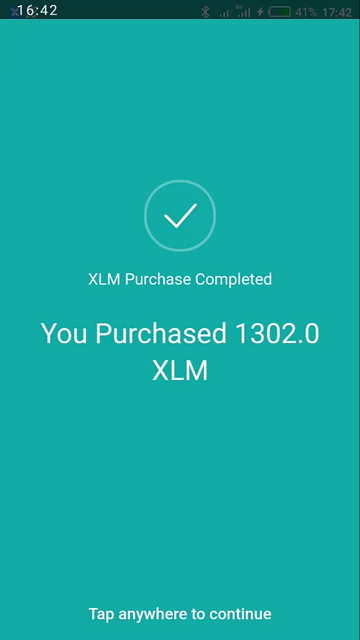 16:42 41% 17:42
XLM Purchase Completed
You Purchased 1302.0
XLM
Tap anywhere to continue